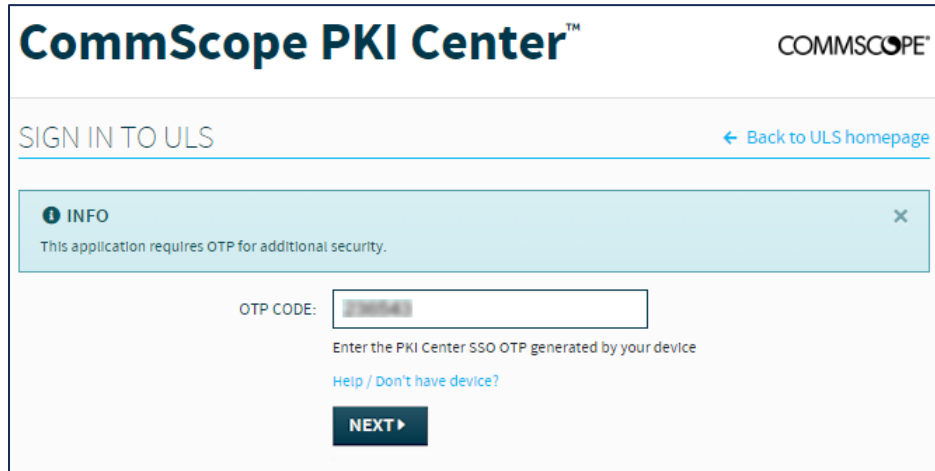 CommScope PKI Center™
COMMSCOPE®
SIGN IN TO ULS
← Back to ULS homepage
INFO
This application requires OTP for additional security.
OTP CODE:
Enter the PKI Center SSO OTP generated by your device
Help / Don't have device?
NEXT